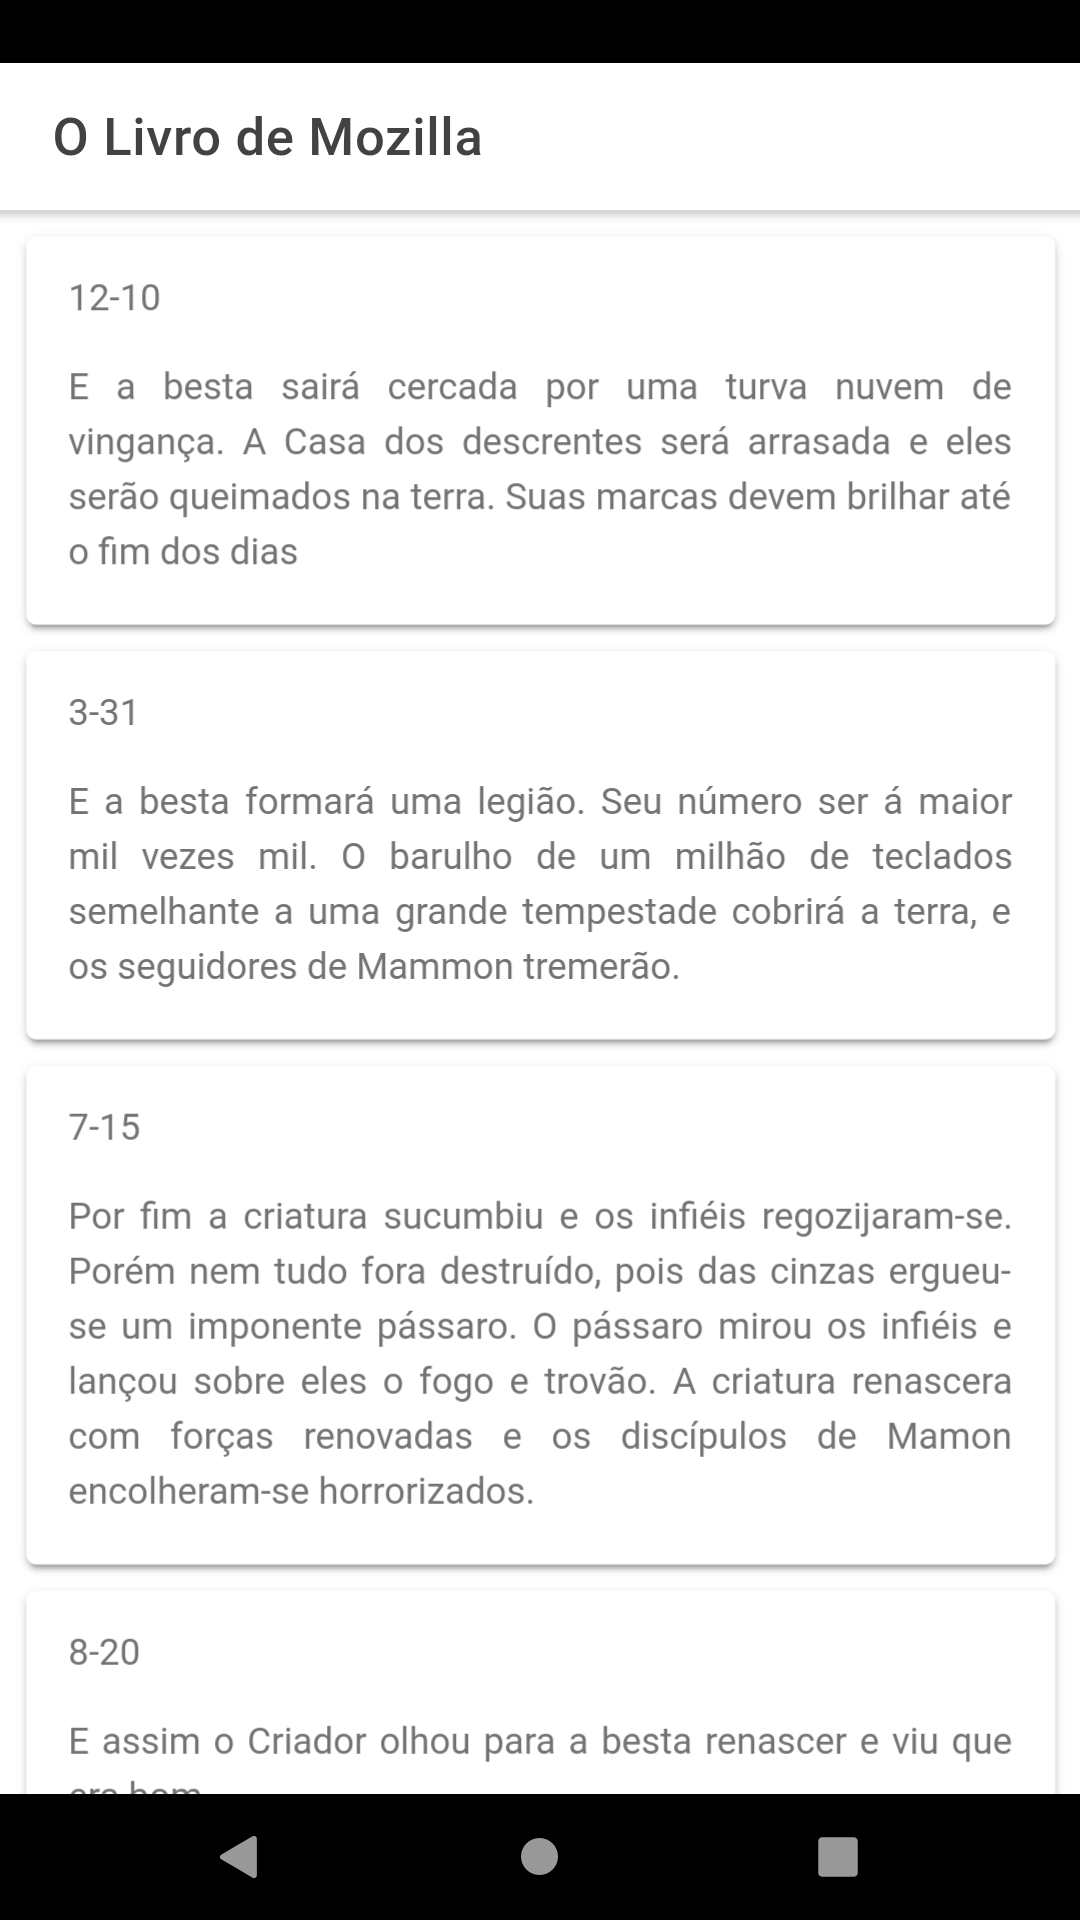 O Livro de Mozilla
12-10
E a besta sairá cercada por uma turva nuvem de
vingança. A Casa dos descrentes será arrasada e eles
serão queimados na terra. Suas marcas devem brilhar até
o fim dos dias
3-31
E a besta formará uma legião. Seu número ser á maior
mil vezes mil. O barulho de um milhão de teclados
semelhante a uma grande tempestade cobrirá a terra, e
os seguidores de Mammon tremerão.
7-15
Por fim a criatura sucumbiu e os infiéis regozijaram-se.
Porém nem tudo fora destruído, pois das cinzas ergueu-
se um imponente pássaro. O pássaro mirou os infiéis e
lançou sobre eles o fogo e trovão. A criatura renascera
com forças renovadas e os discípulos de Mamon
encolheram-se horrorizados.
8-20
E assim o Criador olhou para a besta renascer e viu que
era bom